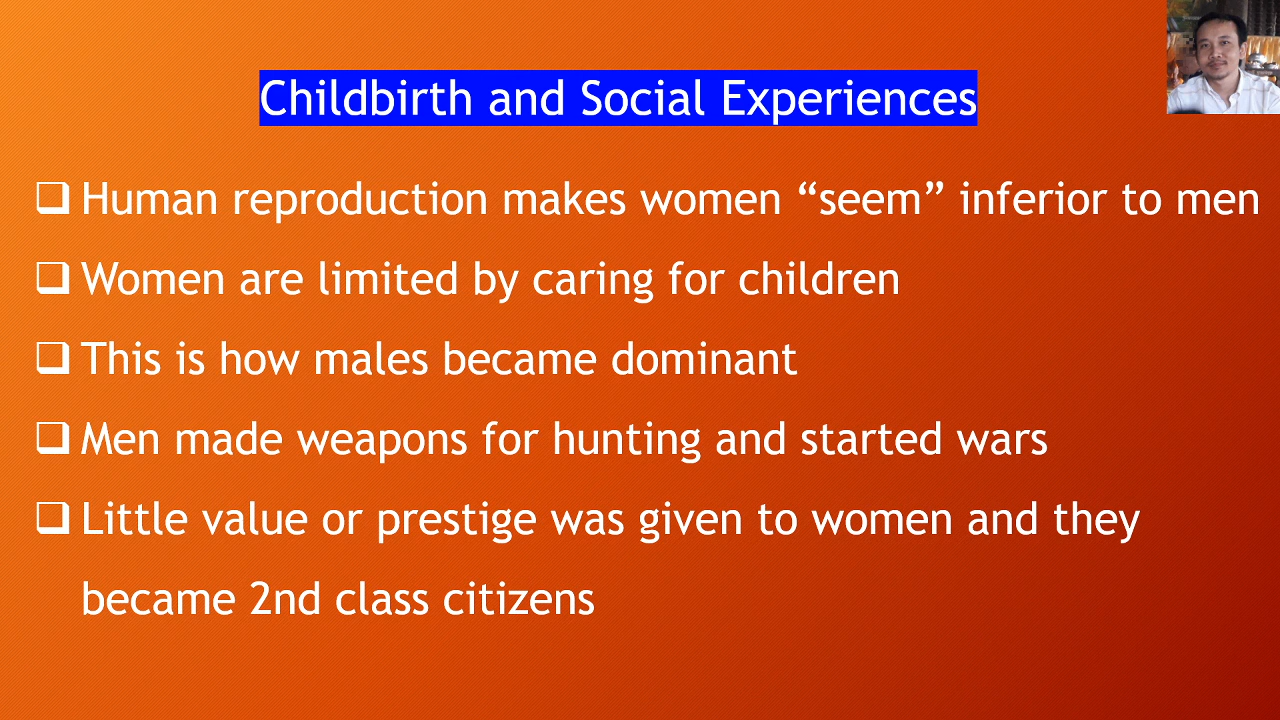 Childbirth and Social Experiences
Human reproduction makes women “seem” inferior to men
Women are limited by caring for children
This is how males became dominant
Men made weapons for hunting and started wars
Little value or prestige was given to women and they
became 2nd class citizens